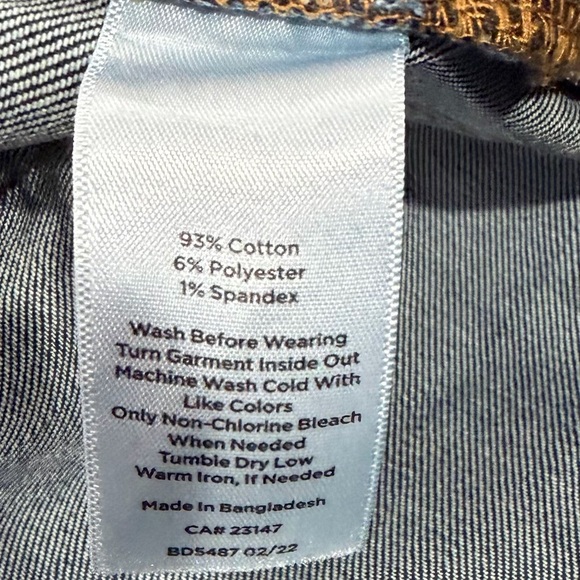 93% Cotton
6% Polyester
1% Spandex
Wash Before Wearing
Turn Garment Inside Out
Machine Wash Cold With
Like Colors
Only Non-Chlorine Bleach
When Needed
Tumble Dry Low
Warm Iron, If Needed
Made In Bangladesh
CA# 23147
BD5487 02/22